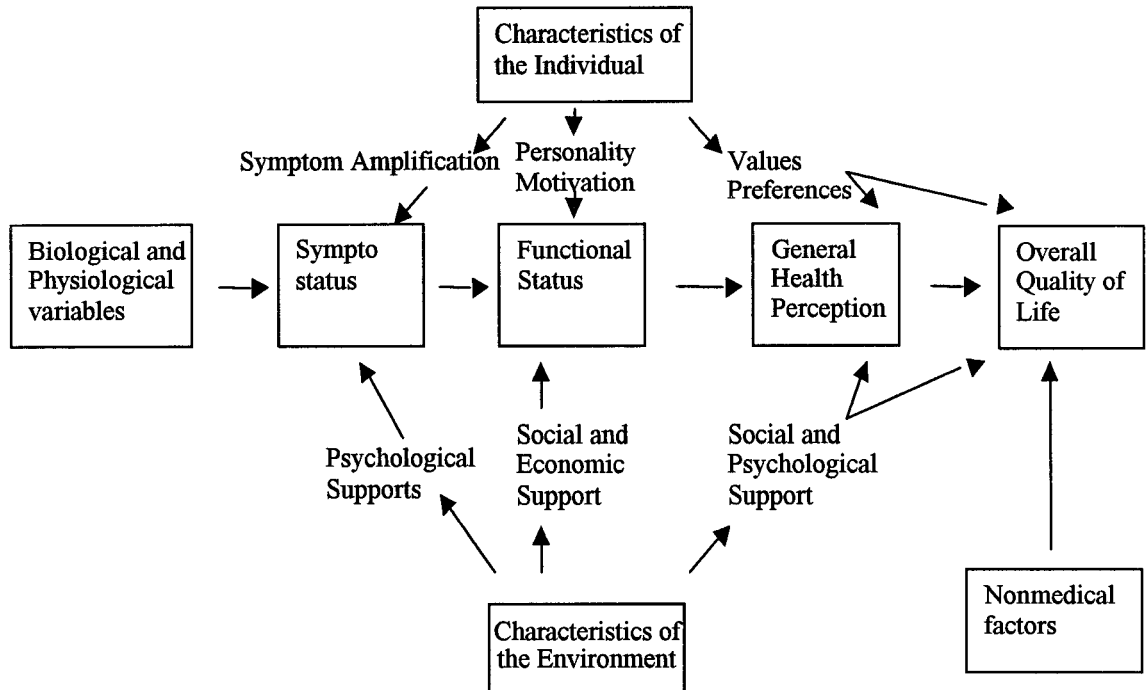 Characteristics of
the Individual
Symptom Amplification
Personality
Motivation
Values
Preferences
Biological and
Physiological
variables
Sympto
status
Functional
Status
General
Health
Perception
Overall
Quality of
Life
Psychological
Supports
Social and
Economic
Support
Social and
Psychological
Support
Characteristics of
the Environment
Nonmedical
factors